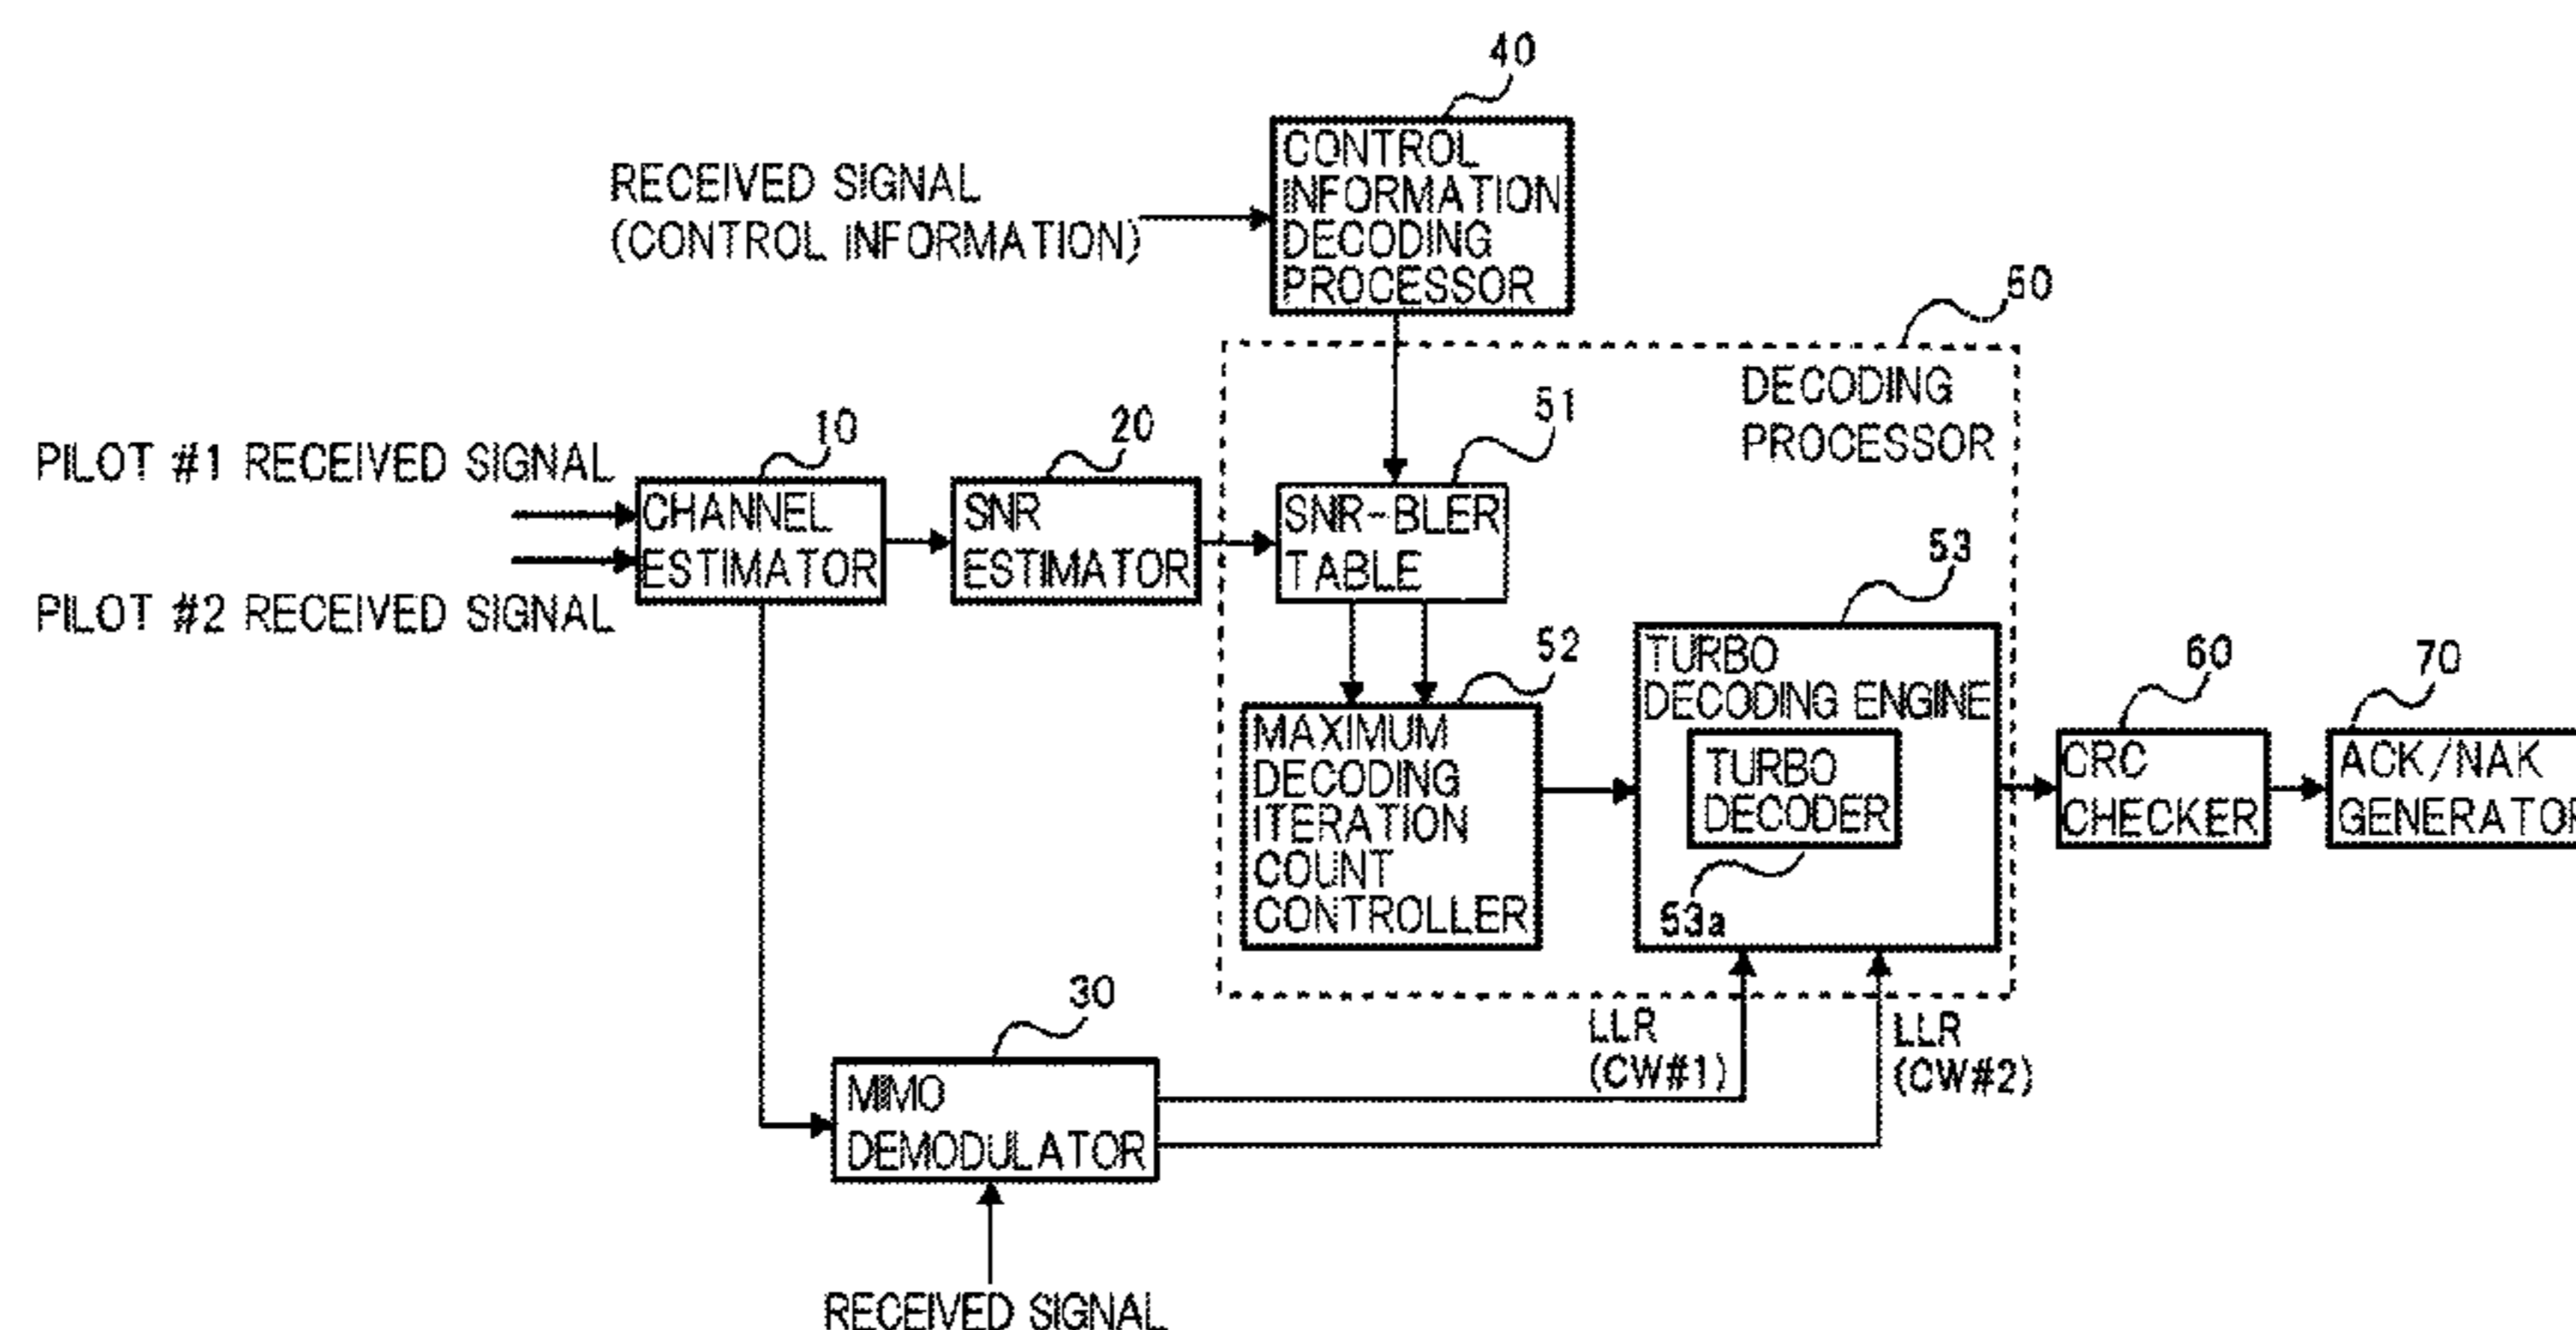 40
CONTROL
INFORMATION
DECODING
PROCESSOR
RECEIVED SIGNAL
(CONTROL INFORMATION)
50
DECODING
PROCESSOR
PILOT #1 RECEIVED SIGNAL
PILOT #2 RECEIVED SIGNAL
10
CHANNEL
ESTIMATOR
20
SNR
ESTIMATOR
51
SNR-BLER
TABLE
52
MAXIMUM
DECODING
ITERATION
COUNT
CONTROLLER
53
TURBO
DECODING ENGINE
TURBO
DECODER
53a
60
CRC
CHECKER
70
ACK/NAK
GENERATOR
30
MIMO
DEMODULATOR
LLR
(CW#1)
LLR
(CW#2)
RECEIVED SIGNAL